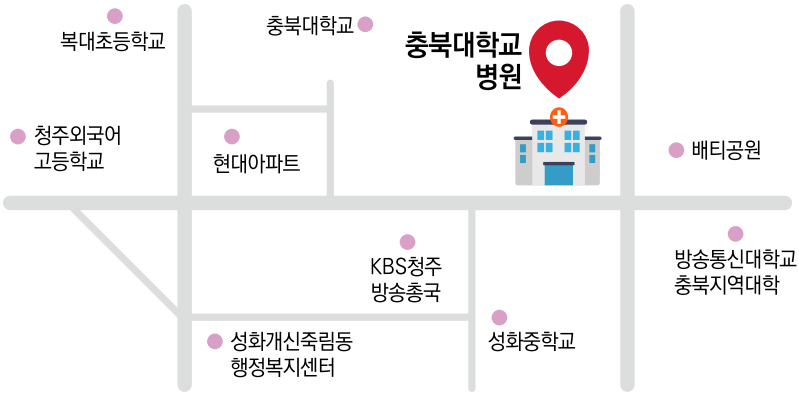 복대초등학교
충북대학교
충북대학교
병원
청주외국어
고등학교
현대아파트
배티공원
KBS청주
방송총국
방송통신대학교
충북지역대학
성화개신죽림동
행정복지센터
성화중학교